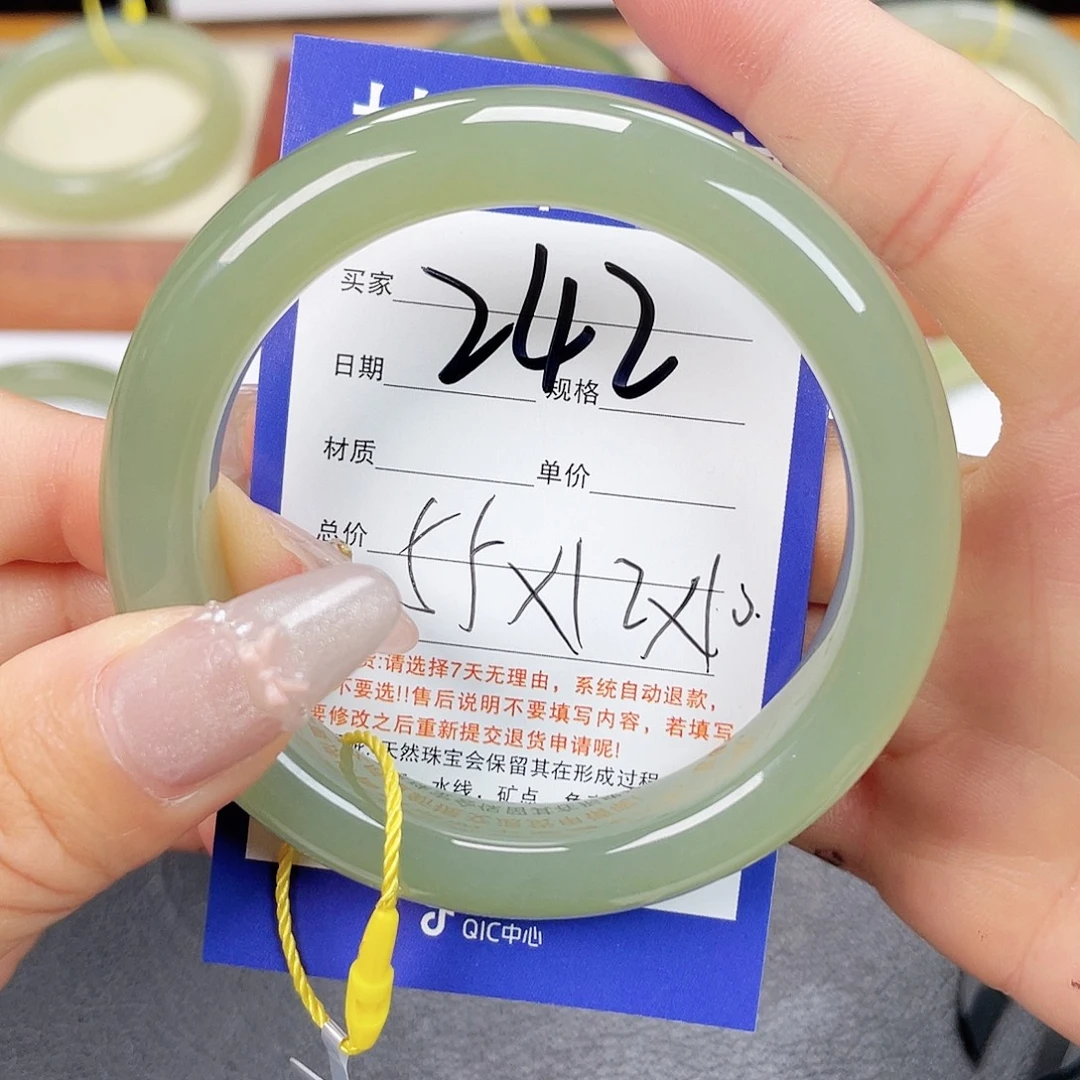 买家 242
日期 规格
材质 单价
总价 55×12×13
:请选择7天无理由，系统自动退款，
不要选!!售后说明不要填写内容，若填写
要修改之后重新提交退货申请呢!
天然珠宝会保留其在形成过程
水线，矿点
QIC中心